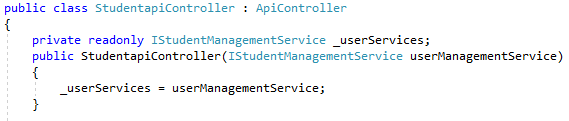 public class StudentapiController : ApiController
{
    private readonly IStudentManagementService _userServices;
    public StudentapiController(IStudentManagementService userManagementService)
    {
        _userServices = userManagementService;
    }